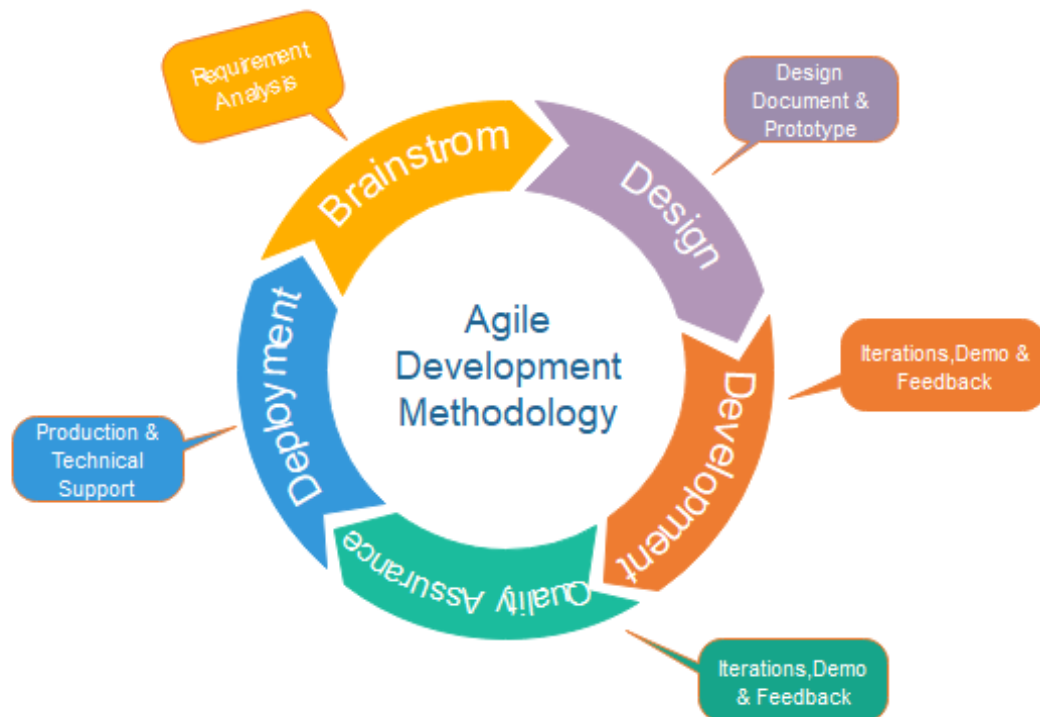 Requirement
Analysis
Brainstrom
Design
Document &
Prototype
Design
Agile
Development
Methodology
Iterations,Demo &
Feedback
Development
Deployment
Production &
Technical
Support
Quality Assurance
Iterations,Demo
& Feedback